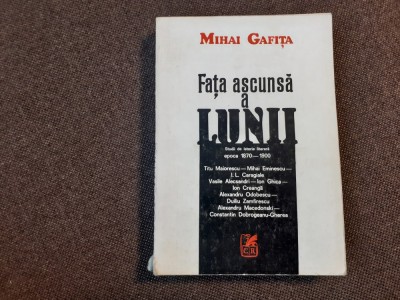 MIHAI GAFIȚA
Fața ascunsă
a
LUNII
Studii de istorie literară
epoca 1870—1900
Titu Maiorescu—Mihai Eminescu—
I. L. Caragiale
Vasile Alecsandri—Ion Ghica—
Ion Creangă
Alexandru Odobescu—
Duiliu Zamfirescu
Alexandru Macedonski—
Constantin Dobrogeanu-Gherea